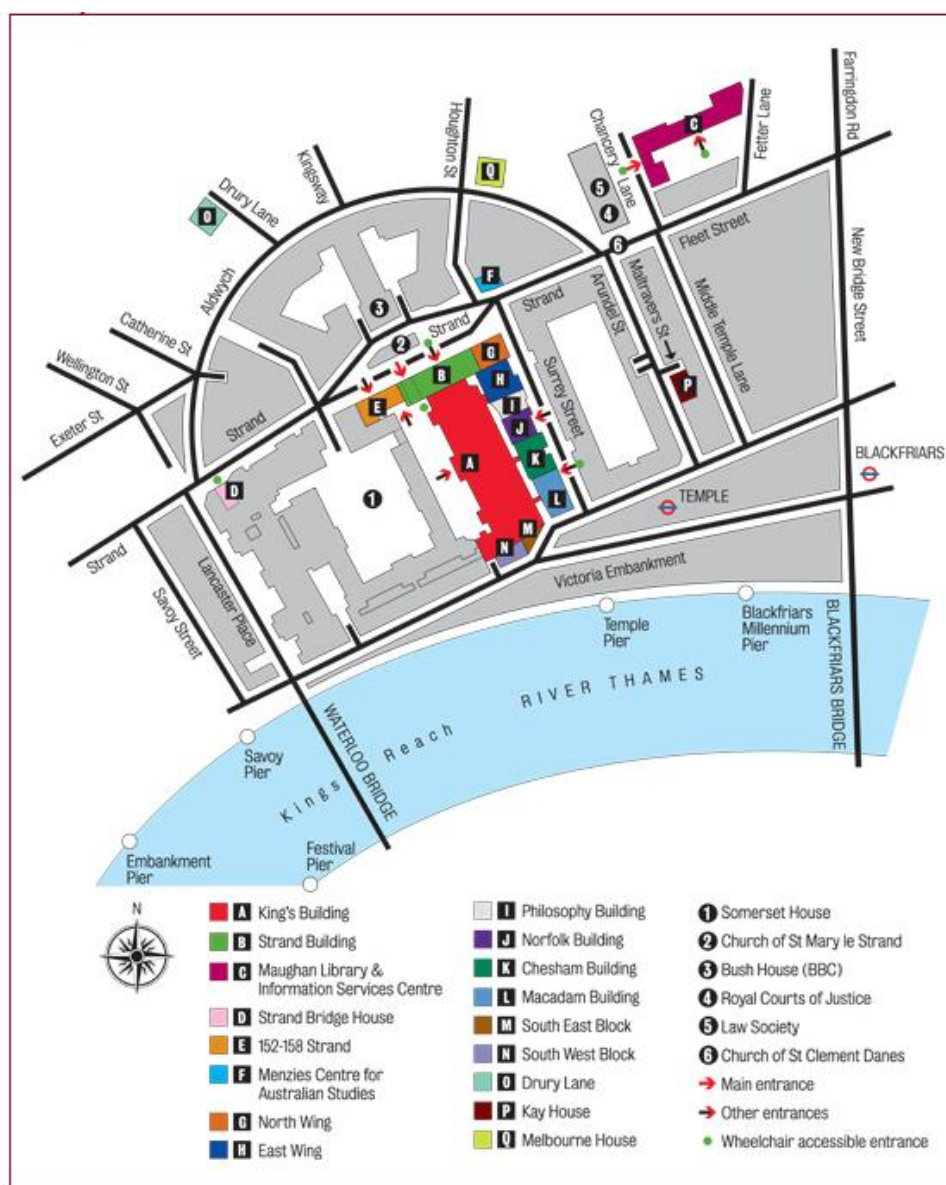 Farringdon Rd
Houghton St
Fetter Lane
Chancery
Lane
C
Kingsway
Q
5
4
Drury Lane
O
6
Fleet Street
New Bridge Street
Aldwych
F
Maltravers St
Middle Temple Lane
Arundel St
Strand
3
Catherine St
Strand
2
G
Wellington St
B
H
Surrey Street
P
Exeter St
E
I
J
Strand
A
K
BLACKFRIARS
D
1
L
TEMPLE
M
N
Strand
Lancaster Place
Victoria Embankment
Savoy Street
Temple
Pier
Blackfriars
Millennium
Pier
BLACKFRIARS BRIDGE
RIVER THAMES
WATERLOO BRIDGE
Kings Reach
Savoy
Pier
Embankment
Pier
Festival
Pier
N
A King's Building
B Strand Building
C Maughan Library &
Information Services Centre
D Strand Bridge House
E 152-158 Strand
F Menzies Centre for
Australian Studies
G North Wing
H East Wing
I Philosophy Building
J Norfolk Building
K Chesham Building
L Macadam Building
M South East Block
N South West Block
O Drury Lane
P Kay House
Q Melbourne House
1 Somerset House
2 Church of St Mary le Strand
3 Bush House (BBC)
4 Royal Courts of Justice
5 Law Society
6 Church of St Clement Danes
Main entrance
Other entrances
Wheelchair accessible entrance